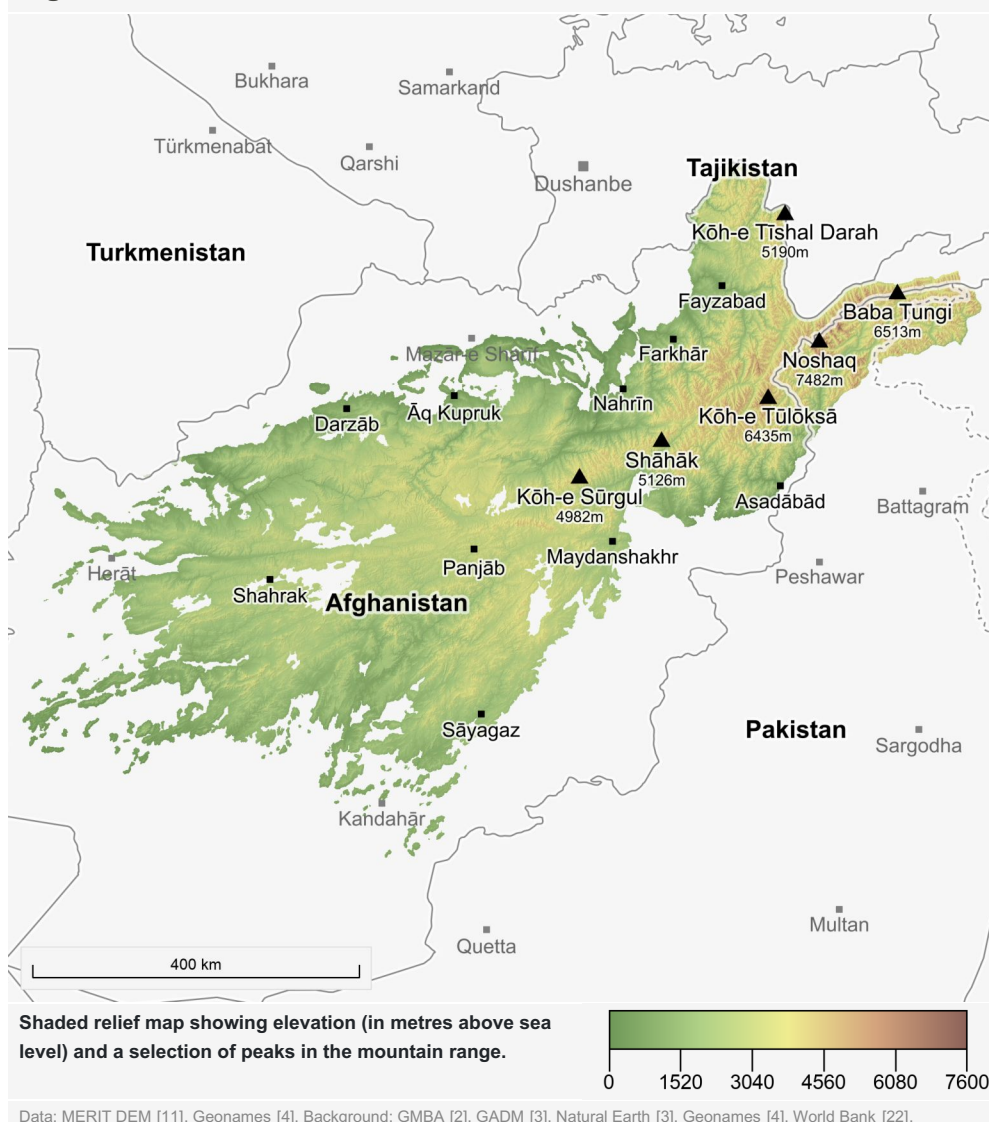 Bukhara
Samarkand
Türkmenabat
Qarshi
Dushanbe
Tajikistan
Kōh-e Tīshal Darah
5190m
Turkmenistan
Fayzabad
Baba Tungi
6513m
Mazar-e Sharif
Farkhār
Noshaq
7482m
Nahrīn
Kōh-e Tūlōksā
6435m
Āq Kupruk
Darzāb
Shāhāk
5126m
Kōh-e Sūrgul
4982m
Asadābād
Battagram
Maydanshakhr
Panjāb
Herāt
Peshawar
Shahrak
Afghanistan
Sāyagaz
Pakistan
Sargodha
Kandahār
Multan
Quetta
400 km
Shaded relief map showing elevation (in metres above sea
level) and a selection of peaks in the mountain range.
0 1520 3040 4560 6080 7600
Data: MERIT DEM [11], Geonames [4]. Background: GMBA [2], GADM [3], Natural Earth [3], Geonames [4], World Bank [22].